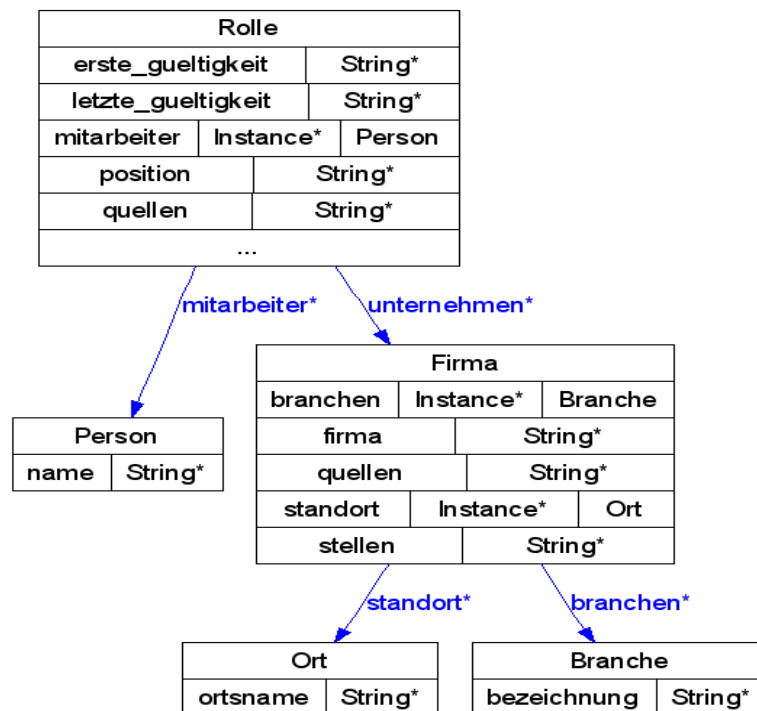 Rolle
erste_gueltigkeit String*
letzte_gueltigkeit String*
mitarbeiter Instance* Person
position String*
quellen String*
...
mitarbeiter* unternehmen*
Firma
branchen Instance* Branche
firma String*
quellen String*
standort Instance* Ort
stellen String*
Person
name String*
standort* branchen*
Ort
ortsname String*
Branche
bezeichnung String*